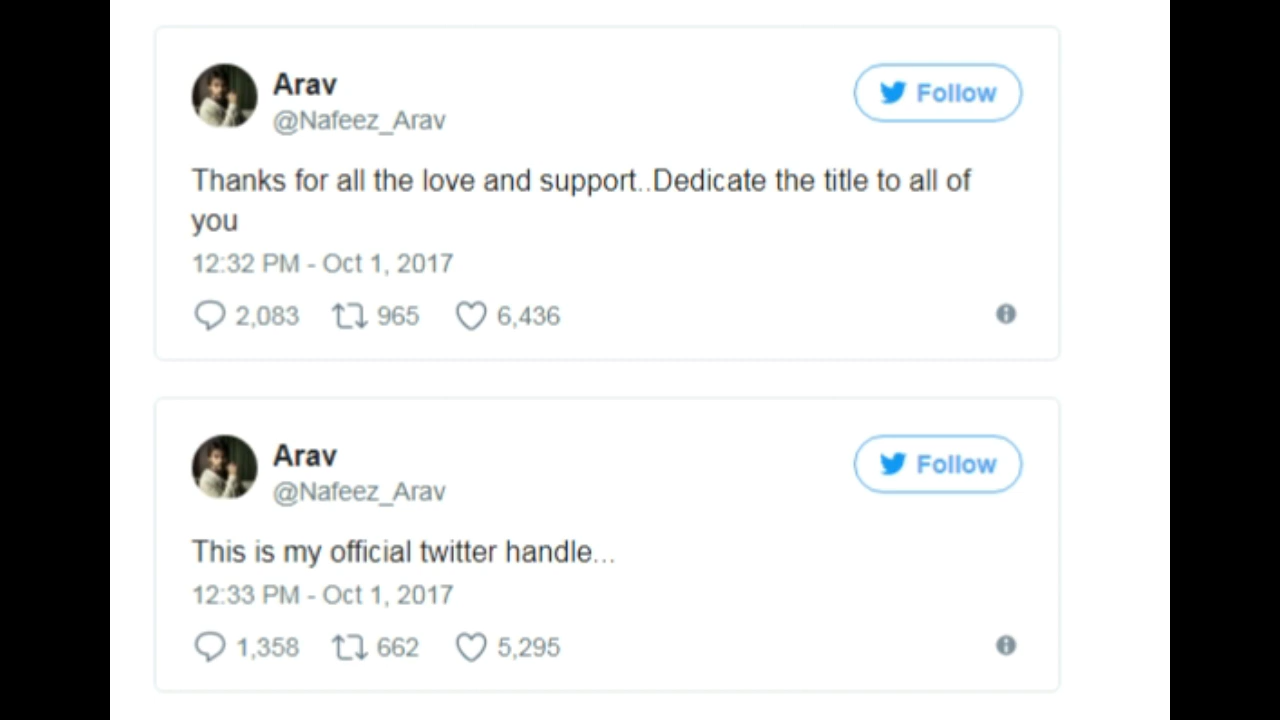 Arav
Follow
@Nafeez_Arav
Thanks for all the love and support..Dedicate the title to all of
you
12:32 PM - Oct 1, 2017
2,083 965 6,436
Arav
Follow
@Nafeez_Arav
This is my official twitter handle...
12:33 PM - Oct 1, 2017
1,358 662 5,295